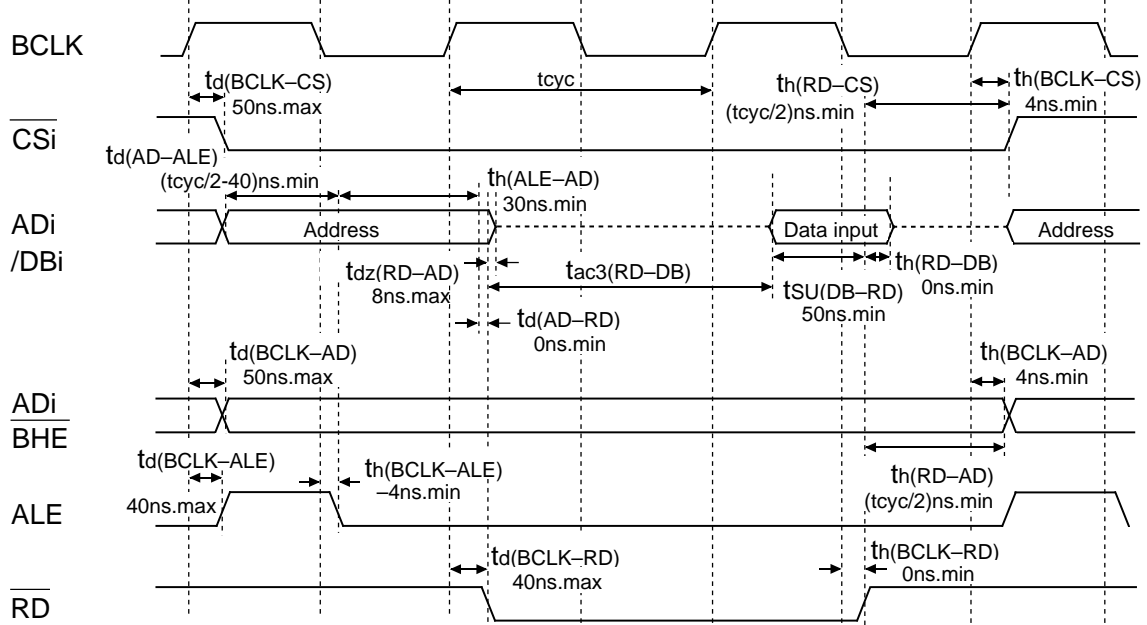 BCLK
td(BCLK–CS)
50ns.max
tcyc
th(RD–CS)
(tcyc/2)ns.min
th(BCLK–CS)
4ns.min
CSi
td(AD–ALE)
(tcyc/2-40)ns.min
th(ALE–AD)
30ns.min
ADi
/DBi
Address
Data input
Address
tdz(RD–AD)
8ns.max
tac3(RD–DB)
th(RD–DB)
0ns.min
tSU(DB–RD)
50ns.min
td(AD–RD)
0ns.min
td(BCLK–AD)
50ns.max
th(BCLK–AD)
4ns.min
ADi
BHE
td(BCLK–ALE)
40ns.max
th(BCLK–ALE)
–4ns.min
th(RD–AD)
(tcyc/2)ns.min
ALE
td(BCLK–RD)
40ns.max
th(BCLK–RD)
0ns.min
RD